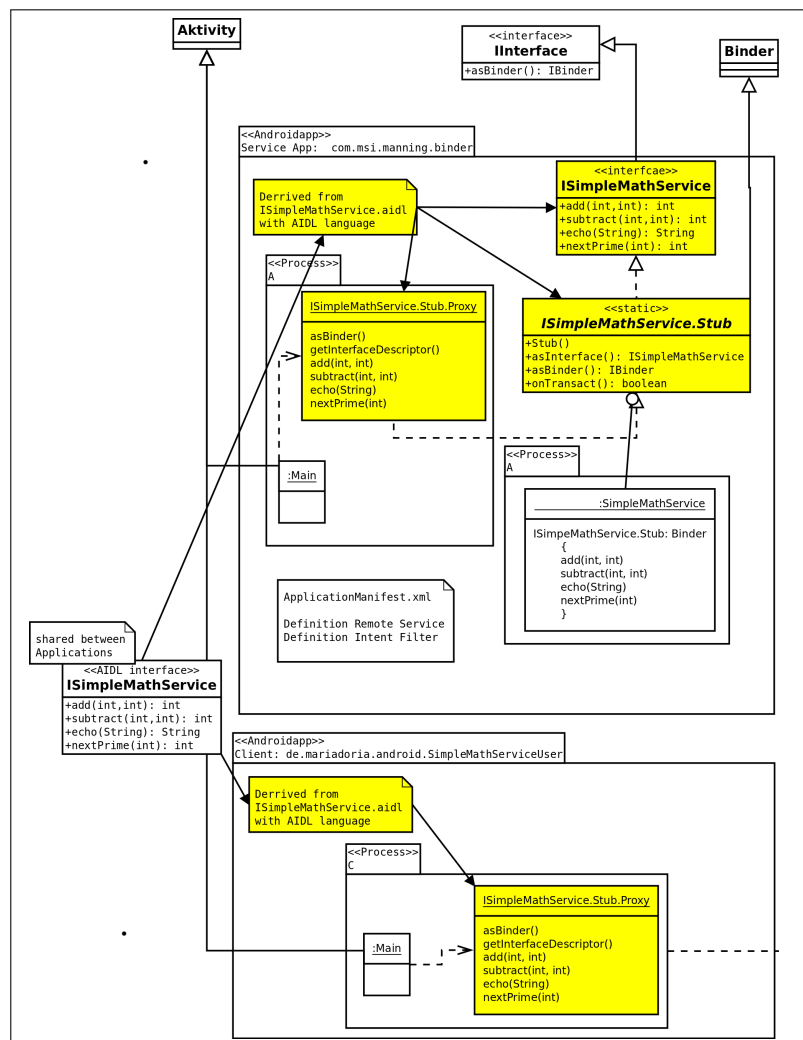 Aktivity
<<interface>>
IInterface
+asBinder(): IBinder
Binder
<<Androidapp>>
Service App:  com.msi.manning.binder
<<interfcae>>
ISimpleMathService
+add(int,int): int
+subtract(int,int): int
+echo(String): String
+nextPrime(int): int
Derrived from
ISimpleMathService.aidl
with AIDL language
<<Process>>
A
ISimpleMathService.Stub.Proxy
asBinder()
getInterfaceDescriptor()
add(int, int)
subtract(int, int)
echo(String)
nextPrime(int)
<<static>>
ISimpleMathService.Stub
+Stub()
+asInterface(): ISimpleMathService
+asBinder(): IBinder
+onTransact(): boolean
:Main
<<Process>>
A
:SimpleMathService
ISimpeMathService.Stub: Binder
{
add(int, int)
subtract(int, int)
echo(String)
nextPrime(int)
}
ApplicationManifest.xml
Definition Remote Service
Definition Intent Filter
shared between
Applications
<<AIDL interface>>
ISimpleMathService
+add(int,int): int
+subtract(int,int): int
+echo(String): String
+nextPrime(int): int
<<Androidapp>>
Client: de.mariadoria.android.SimpleMathServiceUser
Derrived from
ISimpleMathService.aidl
with AIDL language
<<Process>>
C
:Main
ISimpleMathService.Stub.Proxy
asBinder()
getInterfaceDescriptor()
add(int, int)
subtract(int, int)
echo(String)
nextPrime(int)